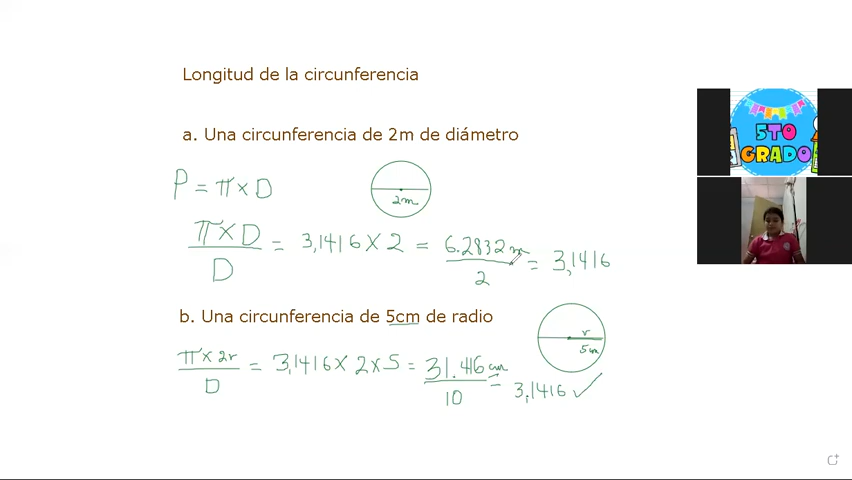 Longitud de la circunferencia
a. Una circunferencia de 2m de diámetro
P = π × D
2m
π × D / D = 3,1416 × 2 = 6.2832 m / 2 = 3,1416
b. Una circunferencia de 5cm de radio
r
5cm
π × 2r / D = 3,1416 × 2 × 5 = 31.416 cm / 10 = 3,1416 ✓
5TO
GRADO